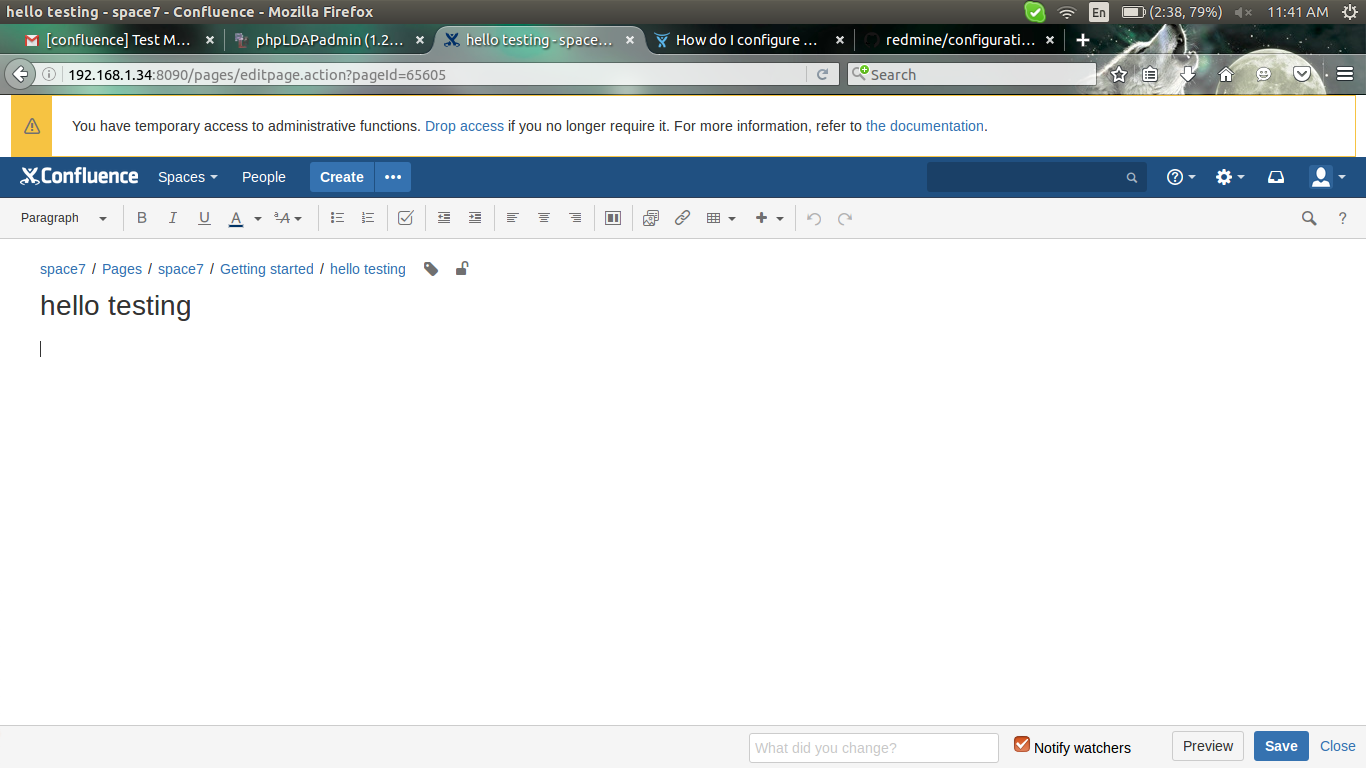 hello testing - space7 - Confluence - Mozilla Firefox En (2:38, 79%) 11:41 AM
[confluence] Test M... × phpLDAPadmin (1.2... × hello testing - space... × How do I configure ... × redmine/configurati... × +
192.168.1.34:8090/pages/editpage.action?pageId=65605 Search
You have temporary access to administrative functions. Drop access if you no longer require it. For more information, refer to the documentation.
Confluence Spaces People Create •••
Paragraph B I U A ªA ?
space7 / Pages / space7 / Getting started / hello testing
hello testing
What did you change? Notify watchers Preview Save Close